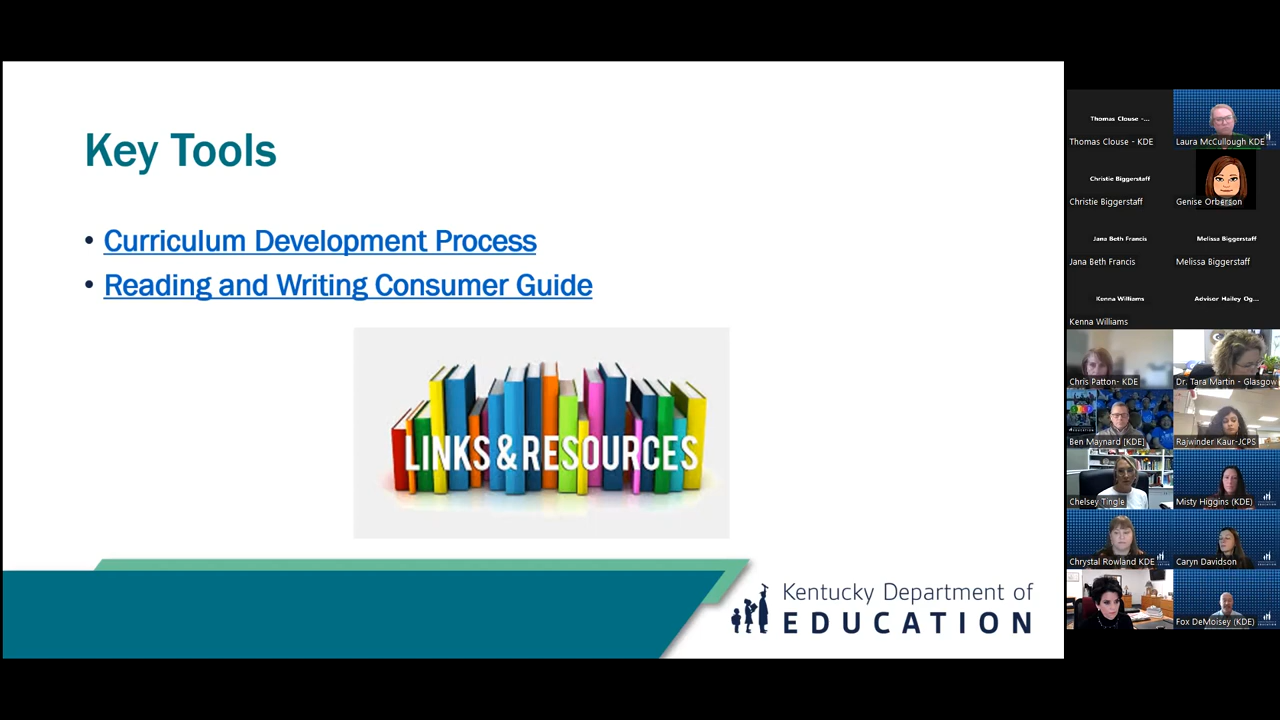 Key Tools
• Curriculum Development Process
• Reading and Writing Consumer Guide
LINKS & RESOURCES
Kentucky Department of
EDUCATION
Thomas Clouse -...
Thomas Clouse - KDE
Laura McCullough KDE
Christie Biggerstaff
Christie Biggerstaff
Genise Orberson
Jana Beth Francis
Jana Beth Francis
Melissa Biggerstaff
Melissa Biggerstaff
Kenna Williams
Kenna Williams
Advisor Hailey Og...
Chris Patton- KDE
Dr. Tara Martin - Glasgow
Ben Maynard [KDE]
Rajwinder Kaur-JCPS
Chelsey Tingle
Misty Higgins (KDE)
Chrystal Rowland KDE
Caryn Davidson
Fox DeMoisey (KDE)